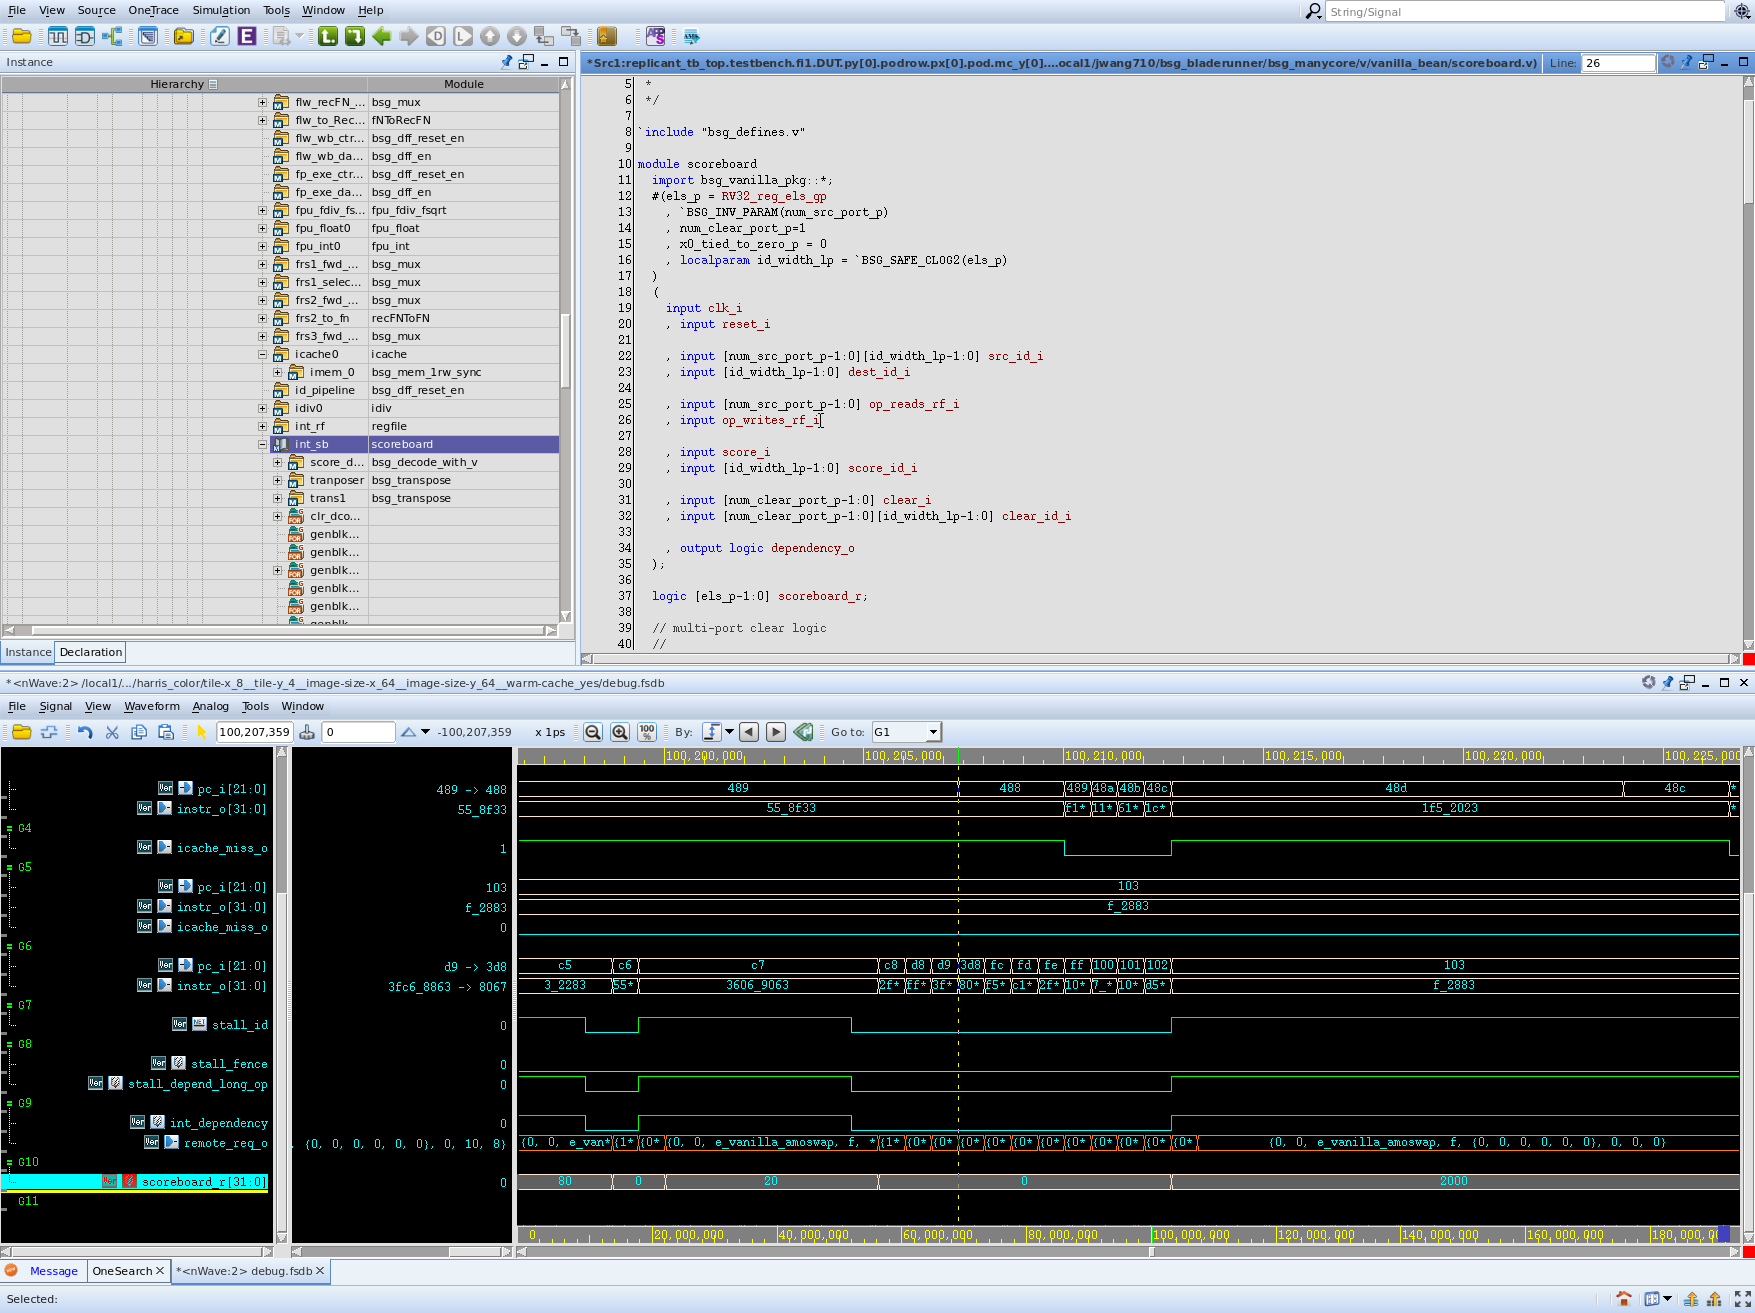 File View Source OneTrace Simulation Tools Window Help
String/Signal
Instance
*Src1:replicant_tb_top.testbench.fi1.DUT.py[0].podrow.px[0].pod.mc_y[0]....ocal1/jwang710/bsg_bladerunner/bsg_manycore/v/vanilla_bean/scoreboard.v) Line: 26
Hierarchy Module
flw_recFN_... bsg_mux
flw_to_Rec... fNToRecFN
flw_wb_ctr... bsg_dff_reset_en
flw_wb_da... bsg_dff_en
fp_exe_ctr... bsg_dff_reset_en
fp_exe_da... bsg_dff_en
fpu_fdiv_fs... fpu_fdiv_fsqrt
fpu_float0 fpu_float
fpu_int0 fpu_int
frs1_fwd_... bsg_mux
frs1_selec... bsg_mux
frs2_fwd_... bsg_mux
frs2_to_fn recFNToFN
frs3_fwd_... bsg_mux
icache0 icache
imem_0 bsg_mem_1rw_sync
id_pipeline bsg_dff_reset_en
idiv0 idiv
int_rf regfile
int_sb scoreboard
score_d... bsg_decode_with_v
tranposer bsg_transpose
trans1 bsg_transpose
clr_dco...
genblk...
genblk...
genblk...
genblk...
genblk...
genblk...
Instance Declaration
5 *
6 */
7
8 `include "bsg_defines.v"
9
10 module scoreboard
11 import bsg_vanilla_pkg::*;
12 #(els_p = RV32_reg_els_gp
13 , `BSG_INV_PARAM(num_src_port_p)
14 , num_clear_port_p=1
15 , x0_tied_to_zero_p = 0
16 , localparam id_width_lp = `BSG_SAFE_CLOG2(els_p)
17 )
18 (
19 input clk_i
20 , input reset_i
21
22 , input [num_src_port_p-1:0][id_width_lp-1:0] src_id_i
23 , input [id_width_lp-1:0] dest_id_i
24
25 , input [num_src_port_p-1:0] op_reads_rf_i
26 , input op_writes_rf_i
27
28 , input score_i
29 , input [id_width_lp-1:0] score_id_i
30
31 , input [num_clear_port_p-1:0] clear_i
32 , input [num_clear_port_p-1:0][id_width_lp-1:0] clear_id_i
33
34 , output logic dependency_o
35 );
36
37 logic [els_p-1:0] scoreboard_r;
38
39 // multi-port clear logic
40 //
*<nWave:2> /local1/.../harris_color/tile-x_8__tile-y_4__image-size-x_64__image-size-y_64__warm-cache_yes/debug.fsdb
File Signal View Waveform Analog Tools Window
100,207,359 0 -100,207,359 x 1ps 100 % By: Go to: G1
100,200,000 100,205,000 100,210,000 100,215,000 100,220,000 100,225,000
pc_i[21:0] 489 -> 488 489 488 489 48a 48b 48c 48d 48c *
instr_o[31:0] 55_8f33 55_8f33 f1* 11* 61* 1c* 1f5_2023 *
G4
icache_miss_o 1
G5
pc_i[21:0] 103 103
instr_o[31:0] f_2883 f_2883
icache_miss_o 0
G6
pc_i[21:0] d9 -> 3d8 c5 c6 c7 c8 d8 d9 3d8 fc fd fe ff 100 101 102 103
instr_o[31:0] 3fc6_8863 -> 8067 3_2283 55* 3606_9063 2f* ff* 3f* 80* f5* c1* 2f* 10* 7_* 10* d5* f_2883
G7
stall_id 0
G8
stall_fence 0
stall_depend_long_op 0
G9
int_dependency 0
remote_req_o . {0, 0, 0, 0, 0, 0}, 0, 10, 8} {0, 0, e_van* {1* {0* {0, 0, e_vanilla_amoswap, f, * {1* {0* {0* {0* {0* {0* {0* {0* {0* {0* {0* {0* {0, 0, e_vanilla_amoswap, f, {0, 0, 0, 0, 0, 0}, 0, 0, 0}
G10
scoreboard_r[31:0] 0 80 0 20 0 2000
G11
0 20,000,000 40,000,000 60,000,000 80,000,000 100,000,000 120,000,000 140,000,000 160,000,000 180,000,0
Message OneSearch *<nWave:2> debug.fsdb
Selected: